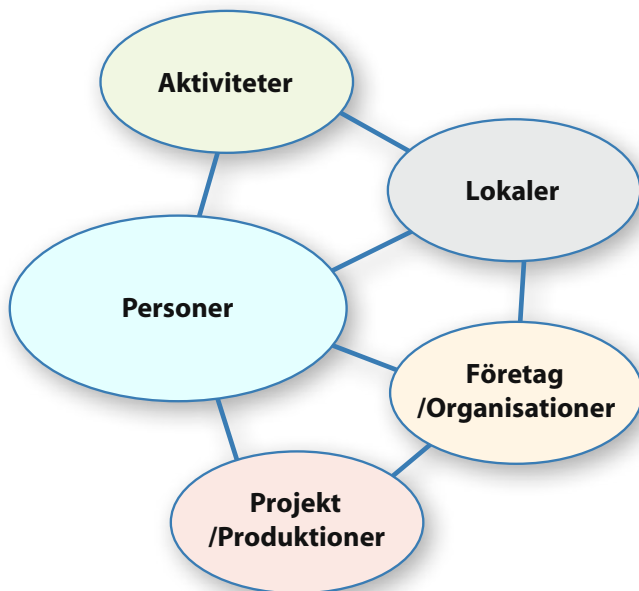 Aktiviteter
Lokaler
Personer
Företag
/Organisationer
Projekt
/Produktioner